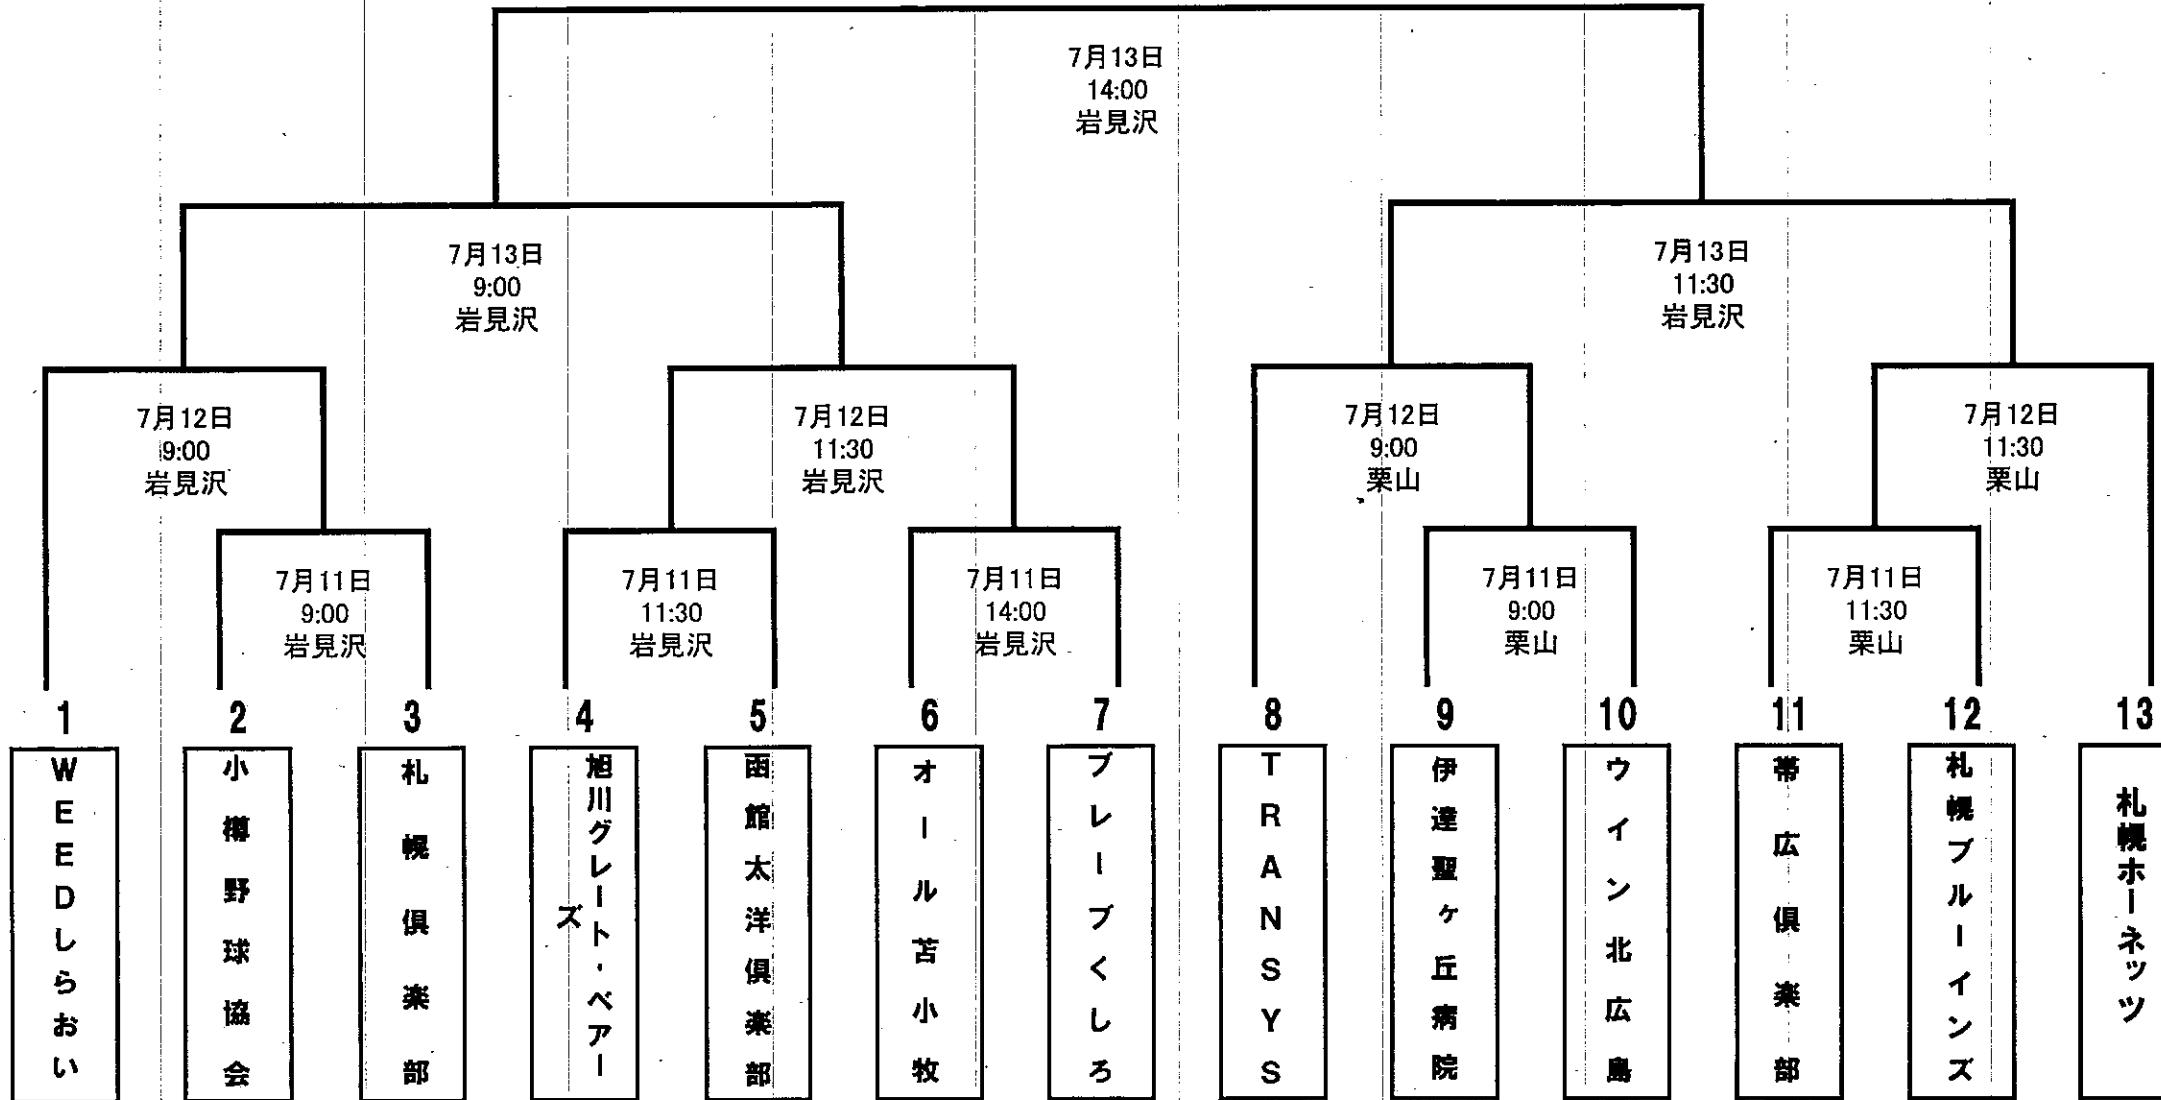 7月13日
14:00
岩見沢
7月13日
9:00
岩見沢
7月13日
11:30
岩見沢
7月12日
9:00
岩見沢
7月12日
11:30
岩見沢
7月12日
9:00
栗山
7月12日
11:30
栗山
7月11日
9:00
岩見沢
7月11日
11:30
岩見沢
7月11日
14:00
岩見沢
7月11日
9:00
栗山
7月11日
11:30
栗山
1
2
3
4
5
6
7
8
9
10
11
12
13
WEEDしらおい
小樽野球協会
札幌倶楽部
旭川グレート・ベアー
ズ
函館太洋倶楽部
オール苫小牧
ブレーブくしろ
TRANSYS
伊達聖ヶ丘病院
ウイン北広島
帯広倶楽部
札幌ブルーインズ
札幌ホーネッツ